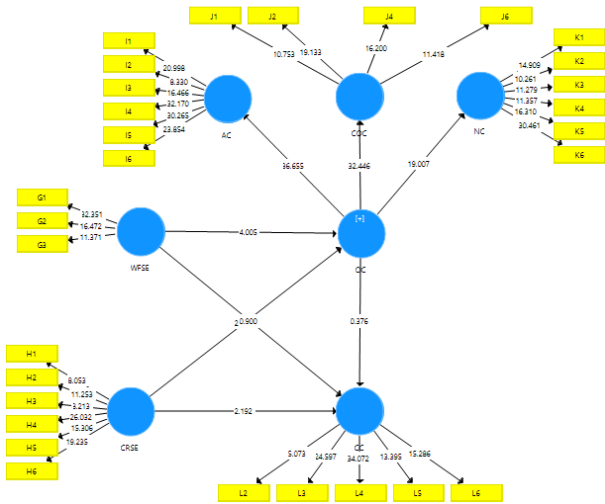 J1
J2
J4
J6
I1
I2
I3
I4
I5
I6
20.998
8.330
16.466
32.170
30.265
23.854
AC
10.753
19.133
16.200
11.418
COC
K1
K2
K3
K4
K5
K6
14.909
10.261
11.279
11.357
16.310
30.461
NC
36.655
32.446
19.007
G1
G2
G3
32.351
16.472
11.371
WFSE
4.005
[+]
OC
0.900
0.376
H1
H2
H3
H4
H5
H6
8.053
11.253
3.213
26.032
15.306
19.235
CRSE
2.192
5.073
24.597
34.072
13.395
15.286
L2
L3
L4
L5
L6